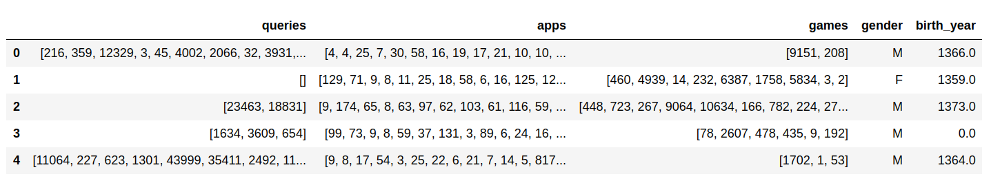 queries apps games gender birth_year
0 [216, 359, 12329, 3, 45, 4002, 2066, 32, 3931,... [4, 4, 25, 7, 30, 58, 16, 19, 17, 21, 10, 10, ... [9151, 208] M 1366.0
1 [] [129, 71, 9, 8, 11, 25, 18, 58, 6, 16, 125, 12... [460, 4939, 14, 232, 6387, 1758, 5834, 3, 2] F 1359.0
2 [23463, 18831] [9, 174, 65, 8, 63, 97, 62, 103, 61, 116, 59, ... [448, 723, 267, 9064, 10634, 166, 782, 224, 27... M 1373.0
3 [1634, 3609, 654] [99, 73, 9, 8, 59, 37, 131, 3, 89, 6, 24, 16, ... [78, 2607, 478, 435, 9, 192] M 0.0
4 [11064, 227, 623, 1301, 43999, 35411, 2492, 11... [9, 8, 17, 54, 3, 25, 22, 6, 21, 7, 14, 5, 817... [1702, 1, 53] M 1364.0